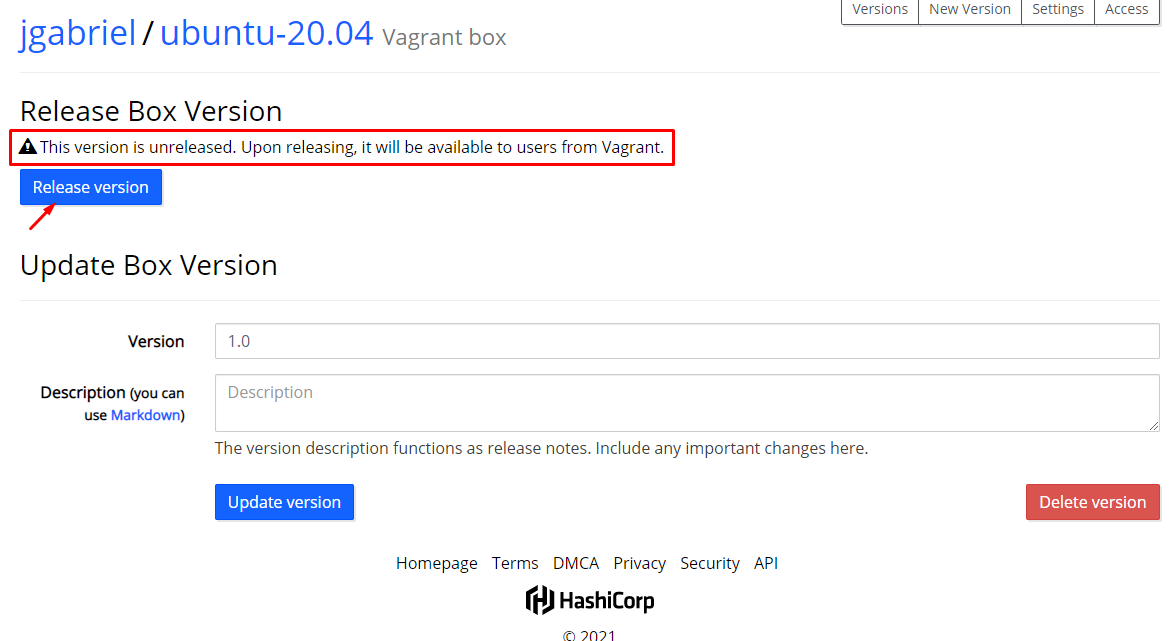 Versions New Version Settings Access
jgabriel / ubuntu-20.04 Vagrant box
Release Box Version
This version is unreleased. Upon releasing, it will be available to users from Vagrant.
Release version
Update Box Version
Version 1.0
Description (you can
use Markdown)
Description
The version description functions as release notes. Include any important changes here.
Update version Delete version
Homepage Terms DMCA Privacy Security API
HashiCorp
© 2021